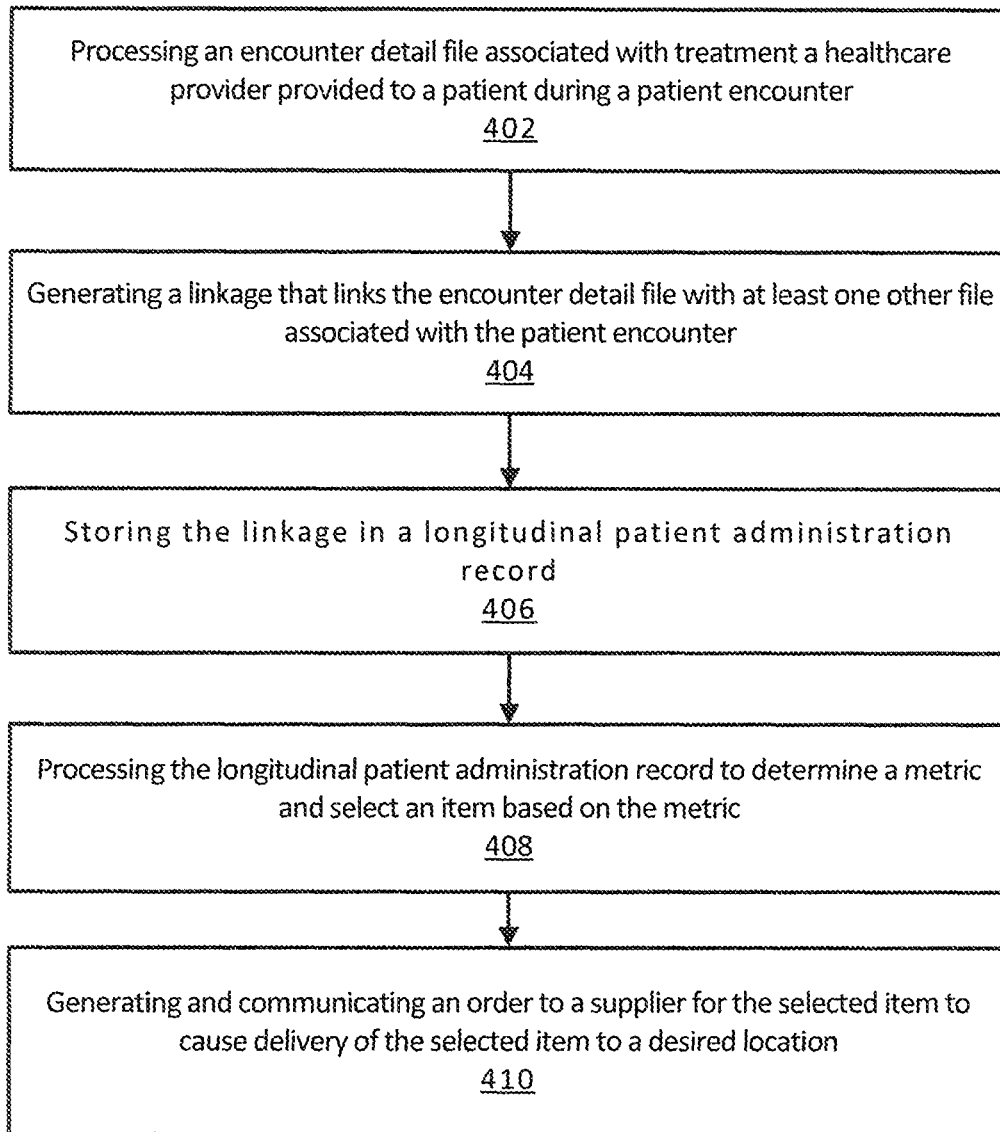 Processing an encounter detail file associated with treatment a healthcare
provider provided to a patient during a patient encounter
402
Generating a linkage that links the encounter detail file with at least one other file
associated with the patient encounter
404
Storing the linkage in a longitudinal patient administration
record
406
Processing the longitudinal patient administration record to determine a metric
and select an item based on the metric
408
Generating and communicating an order to a supplier for the selected item to
cause delivery of the selected item to a desired location
410